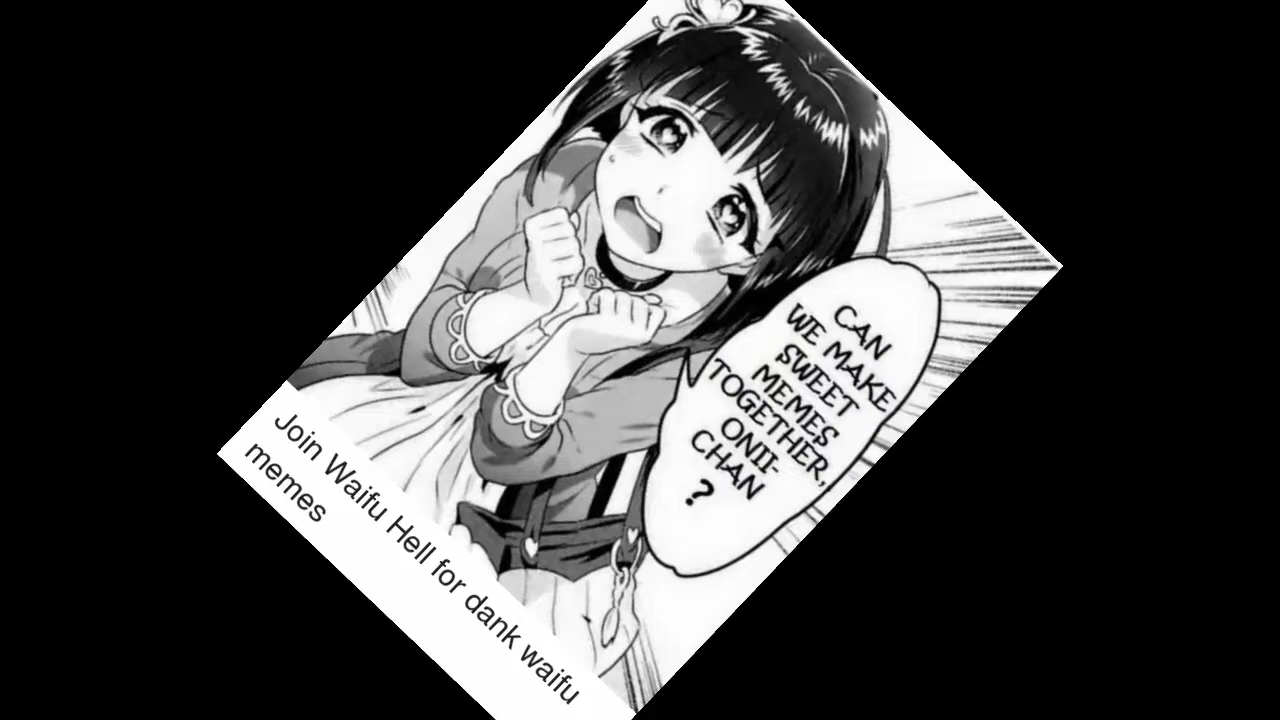 CAN
WE MAKE
SWEET
MEMES
TOGETHER,
ONII-
CHAN
?
Join Waifu Hell for dank waifu
memes